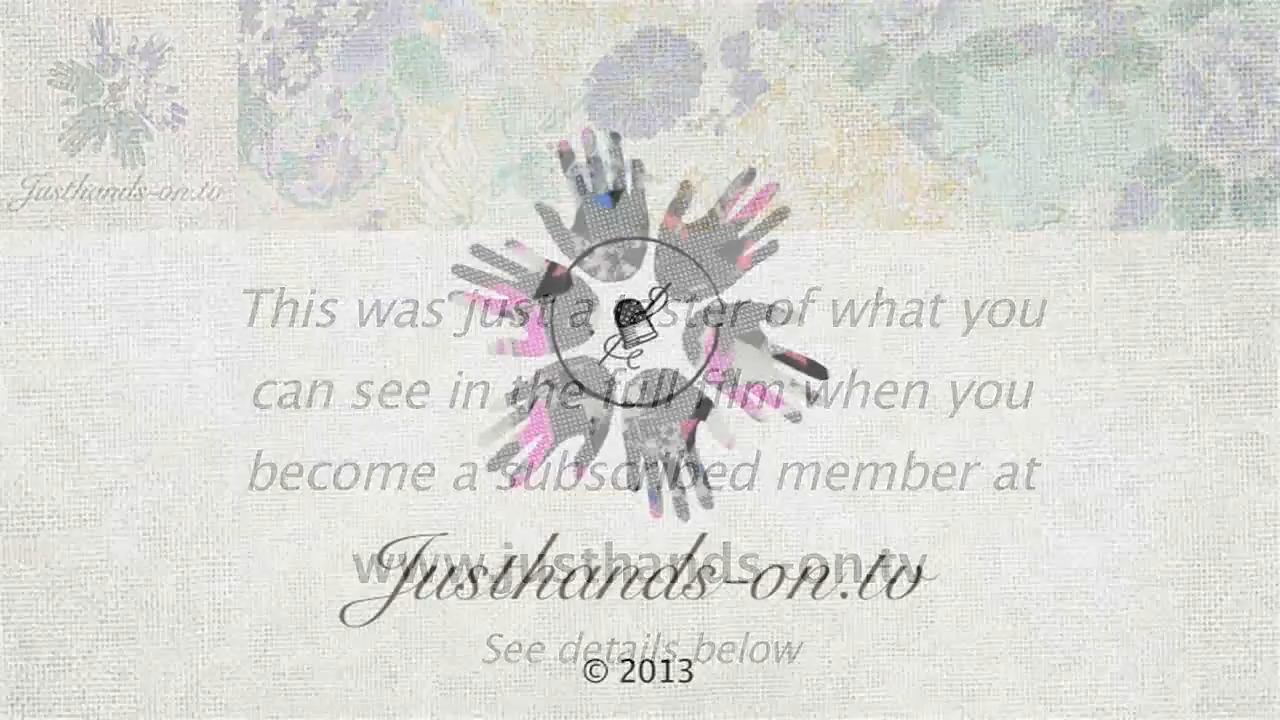 Justhands-on.tv
This was just a taster of what you
can see in the full film when you
become a subscribed member at
www.justhands-on.tv
Justhands-on.tv
See details below
© 2013